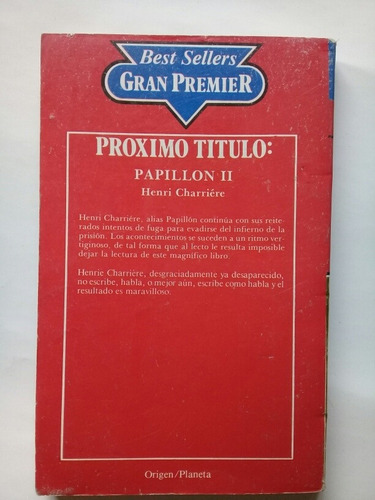 Best Sellers
GRAN PREMIER
PROXIMO TITULO:
PAPILLON II
Henri Charriére
Henri Charriére, alias Papillón continúa con sus reite-
rados intentos de fuga para evadirse del infierno de la
prisión. Los acontecimientos se suceden a un ritmo ver-
tiginoso, de tal forma que al lecto le resulta imposible
dejar la lectura de este magnífico libro.
Henrie Charriére, desgraciadamente ya desaparecido,
no escribe, habla, o mejor aún, escribe como habla y el
resultado es maravilloso.
Origen/Planeta